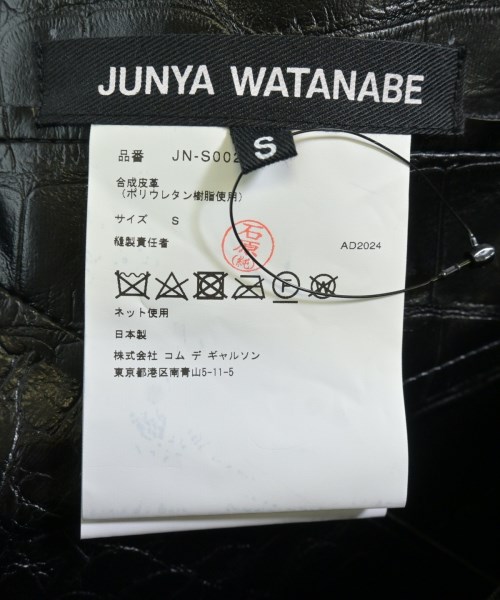 JUNYA WATANABE
S
品番 JN-S002
合成皮革
(ポリウレタン樹脂使用)
サイズ S
縫製責任者
石原
(純)
AD2024
F W
ネット使用
日本製
株式会社 コム デ ギャルソン
東京都港区南青山5-11-5